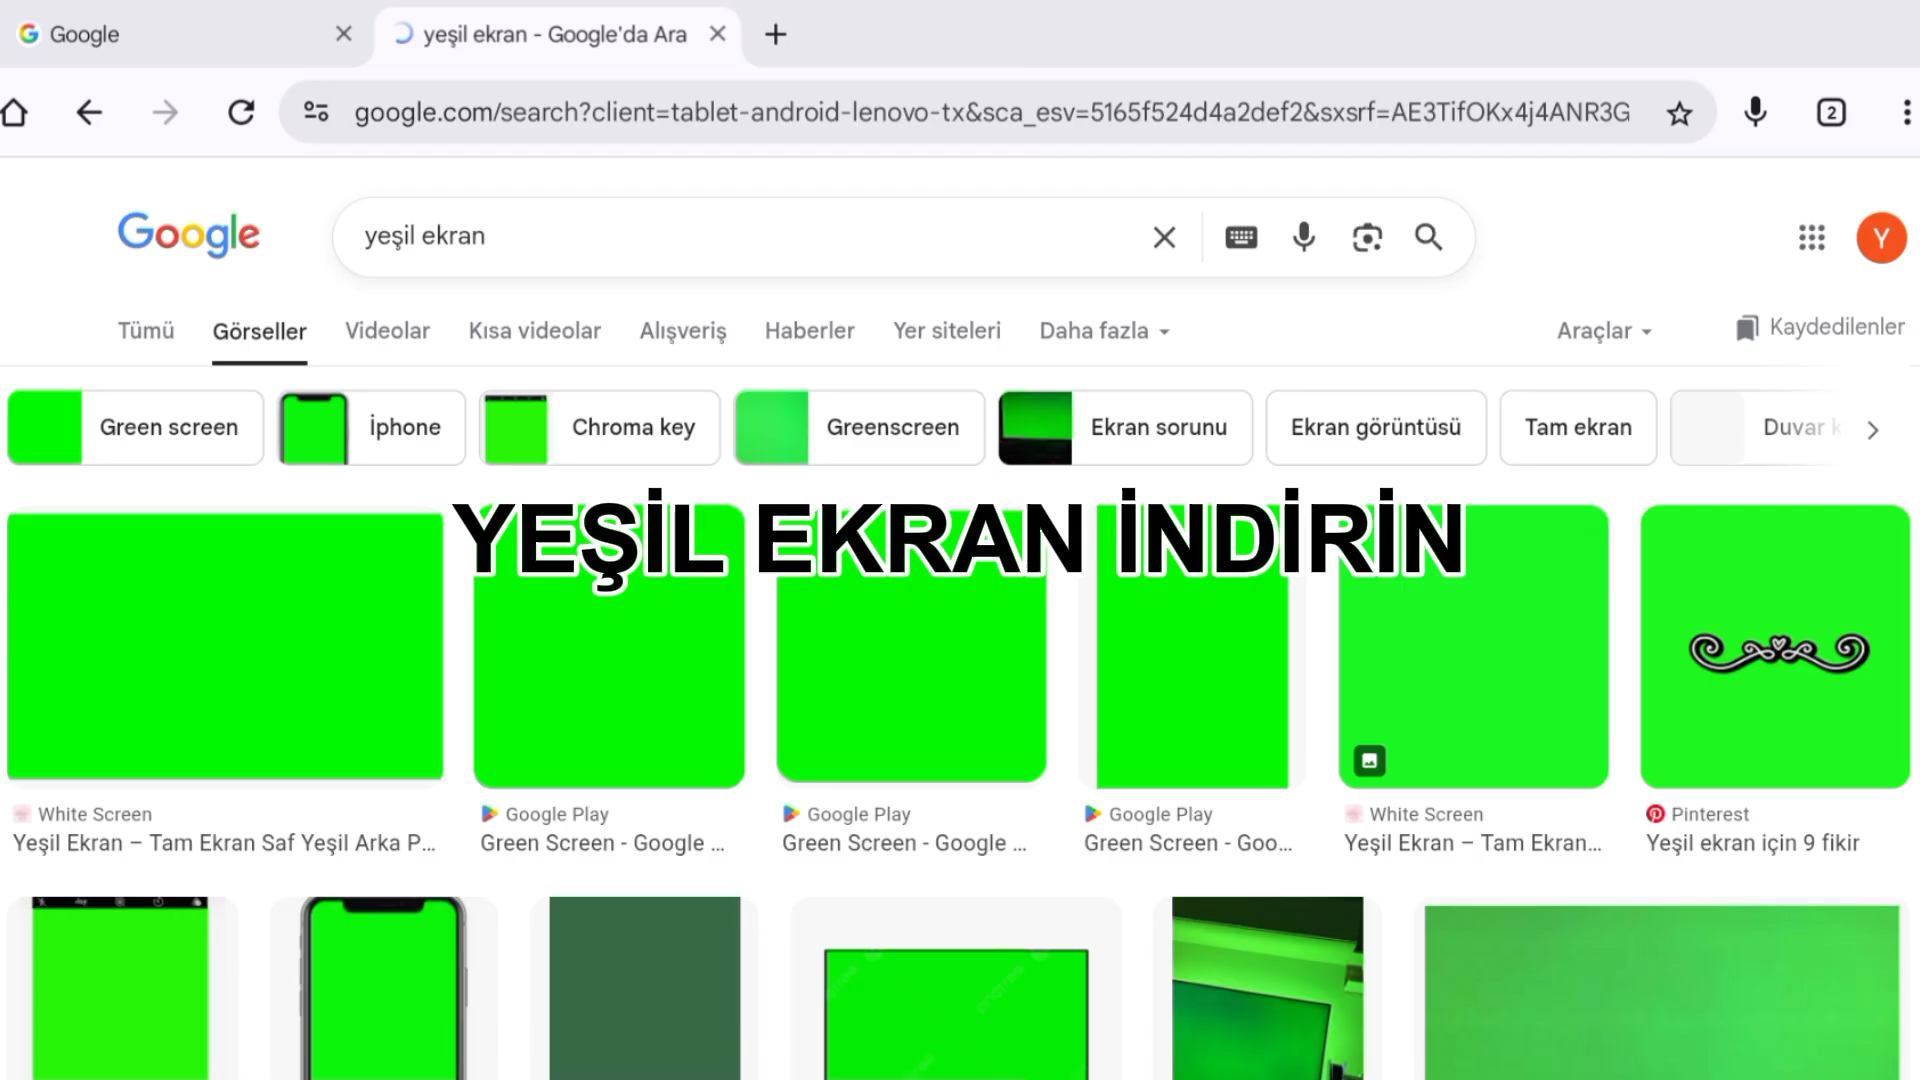 Google
yeşil ekran - Google'da Ara
google.com/search?client=tablet-android-lenovo-tx&sca_esv=5165f524d4a2def2&sxsrf=AE3TifOKx4j4ANR3G
2
Google
yeşil ekran
Y
Tümü
Görseller
Videolar
Kısa videolar
Alışveriş
Haberler
Yer siteleri
Daha fazla
Araçlar
Kaydedilenler
Green screen
İphone
Chroma key
Greenscreen
Ekran sorunu
Ekran görüntüsü
Tam ekran
Duvar
YEŞİL EKRAN İNDİRİN
White Screen
Yeşil Ekran – Tam Ekran Saf Yeşil Arka P...
Google Play
Green Screen - Google ...
Google Play
Green Screen - Google ...
Google Play
Green Screen - Goo...
White Screen
Yeşil Ekran – Tam Ekran...
Pinterest
Yeşil ekran için 9 fikir